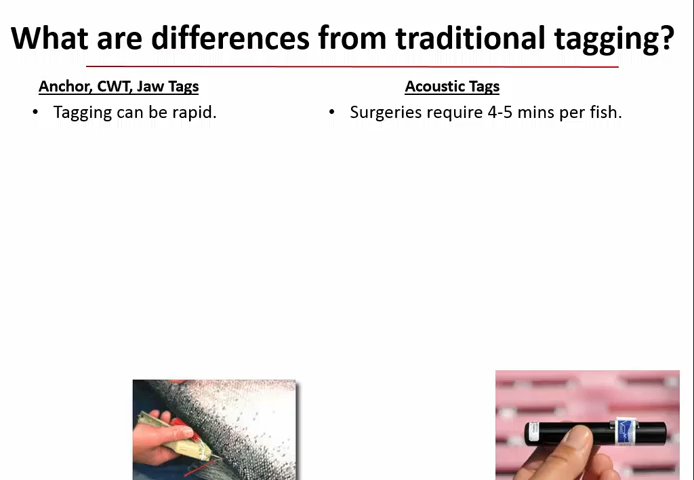 What are differences from traditional tagging?
Anchor, CWT, Jaw Tags
• Tagging can be rapid.
Acoustic Tags
• Surgeries require 4-5 mins per fish.